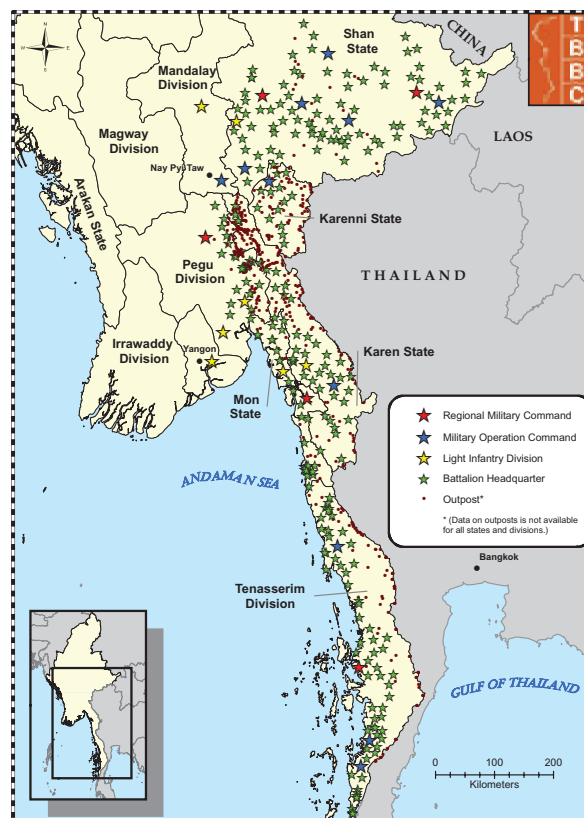 Shan
State
CHINA
T
B
B
C
Mandalay
Division
N
W
E
S
LAOS
Magway
Division
Nay Pyi Taw
Arakan State
Karenni State
THAILAND
Pegu
Division
Irrawaddy
Division
Yangon
Karen State
Mon
State
Regional Military Command
Military Operation Command
Light Infantry Division
Battalion Headquarter
Outpost*
* (Data on outposts is not available
for all states and divisions.)
ANDAMAN SEA
Bangkok
Tenasserim
Division
GULF OF THAILAND
0 100 200
Kilometers